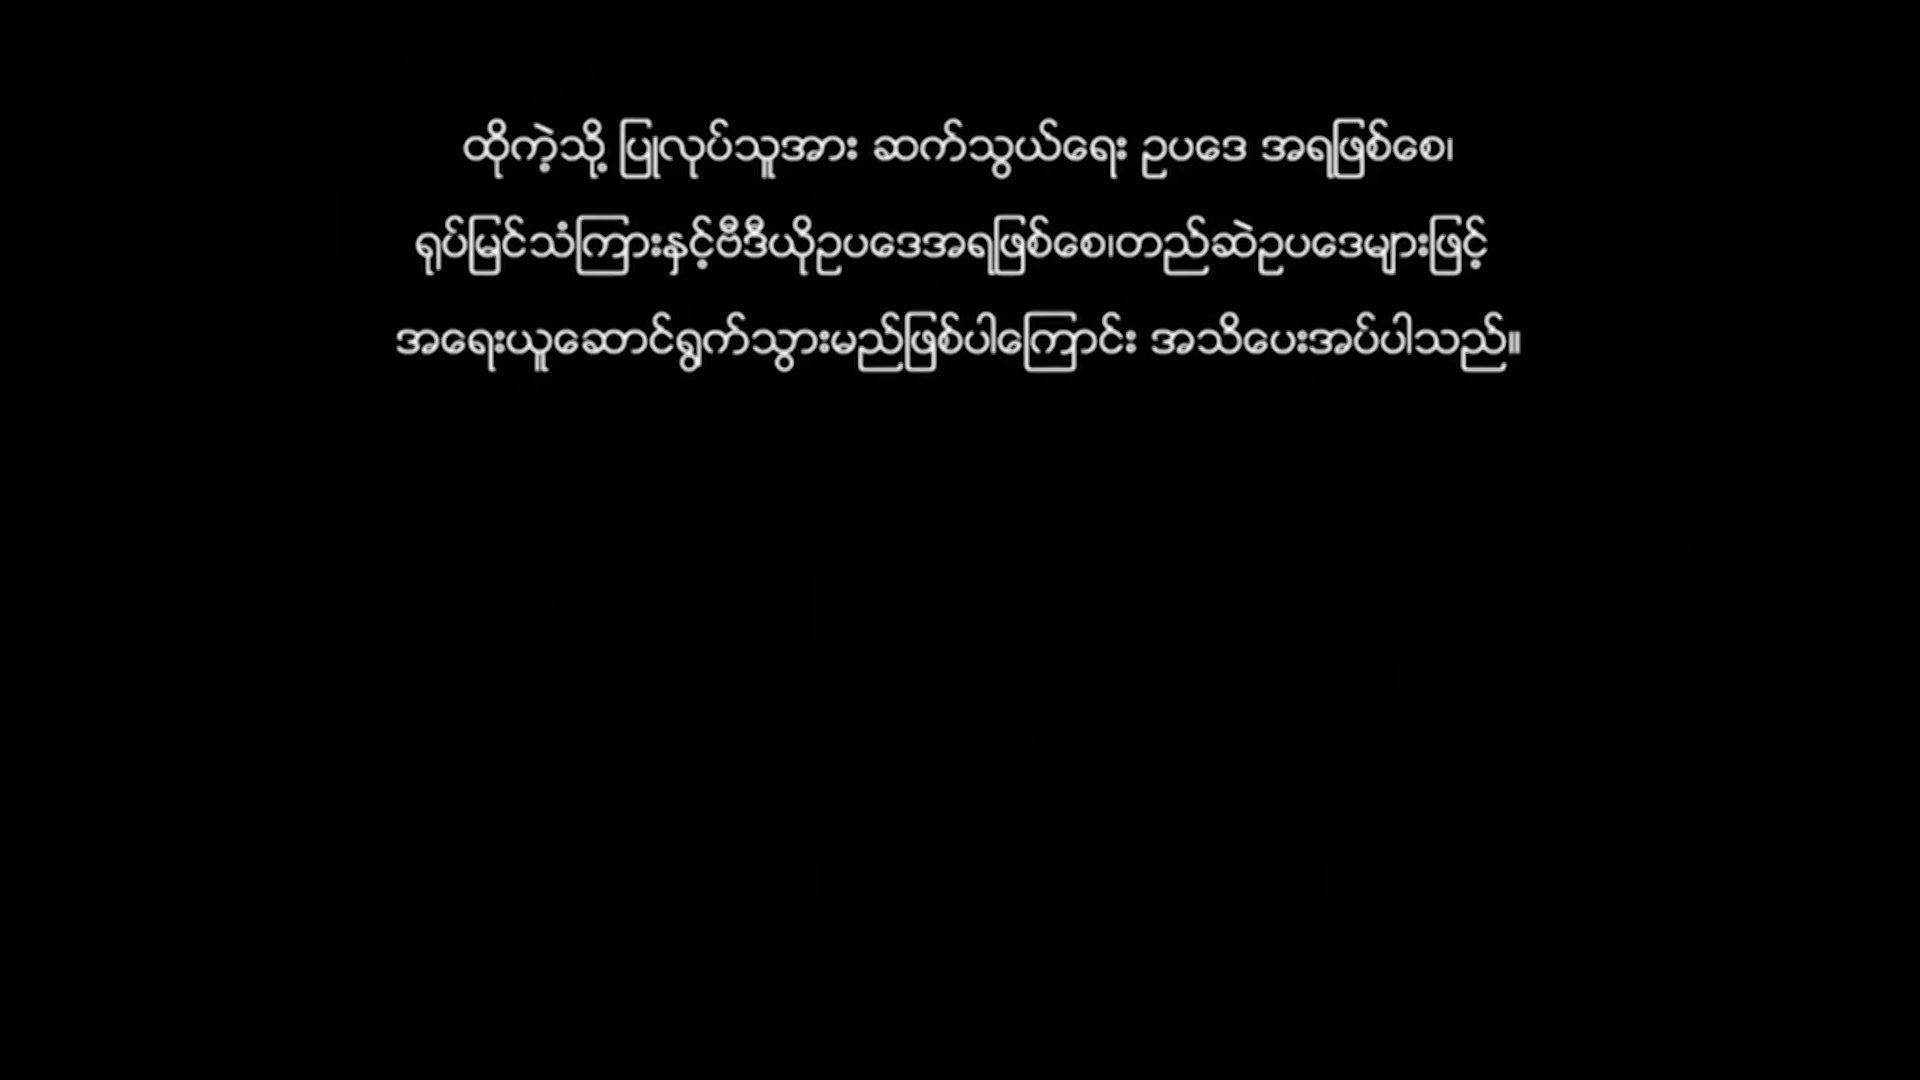 ထိုကဲ့သို့ ပြုလုပ်သူအား ဆက်သွယ်ရေး ဥပဒေ အရဖြစ်စေ၊
ရုပ်မြင်သံကြားနှင့်ဗီဒီယိုဥပဒေအရဖြစ်စေ၊တည်ဆဲဥပဒေများဖြင့်
အရေးယူဆောင်ရွက်သွားမည်ဖြစ်ပါကြောင်း အသိပေးအပ်ပါသည်။